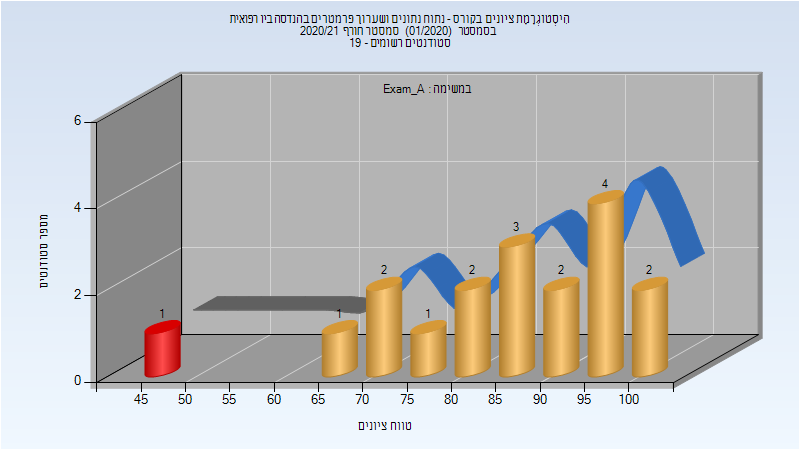 הִיסְטוֹגְרָמַת ציונים בקורס - נתוח נתונים ושערוך פרמטרים בהנדסה ביו רפואית
בסמסטר (01/2020) סמסטר חורף 2020/21
סטודנטים רשומים - 19
במשימה : Exam_A
מספר סטודנטים
6
4
2
0
1
1
2
1
2
3
2
4
2
45 50 55 60 65 70 75 80 85 90 95 100
טווח ציונים